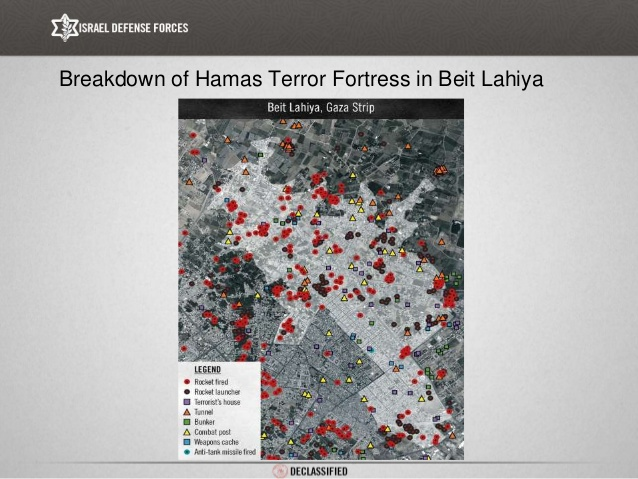 ISRAEL DEFENSE FORCES
Breakdown of Hamas Terror Fortress in Beit Lahiya
Beit Lahiya, Gaza Strip
LEGEND
Rocket fired
Rocket launcher
Terrorist's house
Tunnel
Bunker
Combat post
Weapons cache
Anti-tank missile fired
DECLASSIFIED